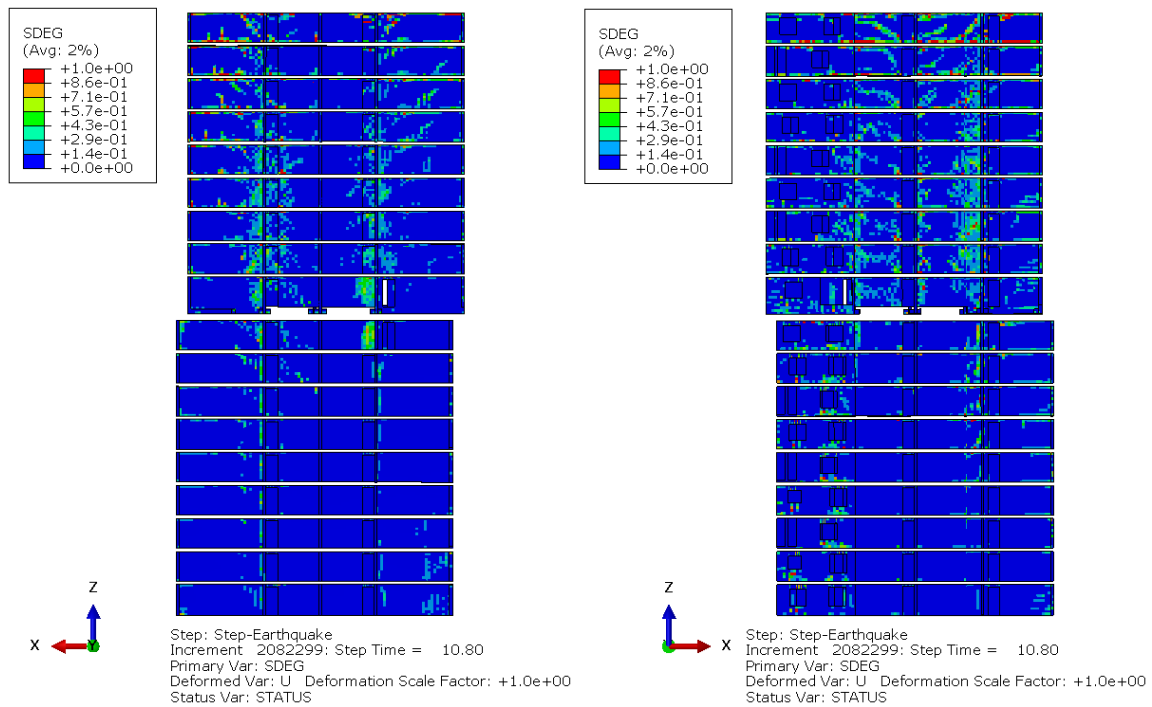 SDEG
(Avg: 2%)
+1.0e+00
+8.6e-01
+7.1e-01
+5.7e-01
+4.3e-01
+2.9e-01
+1.4e-01
+0.0e+00
Z
X
Y
Step: Step-Earthquake
Increment 2082299: Step Time = 10.80
Primary Var: SDEG
Deformed Var: U Deformation Scale Factor: +1.0e+00
Status Var: STATUS
SDEG
(Avg: 2%)
+1.0e+00
+8.6e-01
+7.1e-01
+5.7e-01
+4.3e-01
+2.9e-01
+1.4e-01
+0.0e+00
Z
X
Step: Step-Earthquake
Increment 2082299: Step Time = 10.80
Primary Var: SDEG
Deformed Var: U Deformation Scale Factor: +1.0e+00
Status Var: STATUS